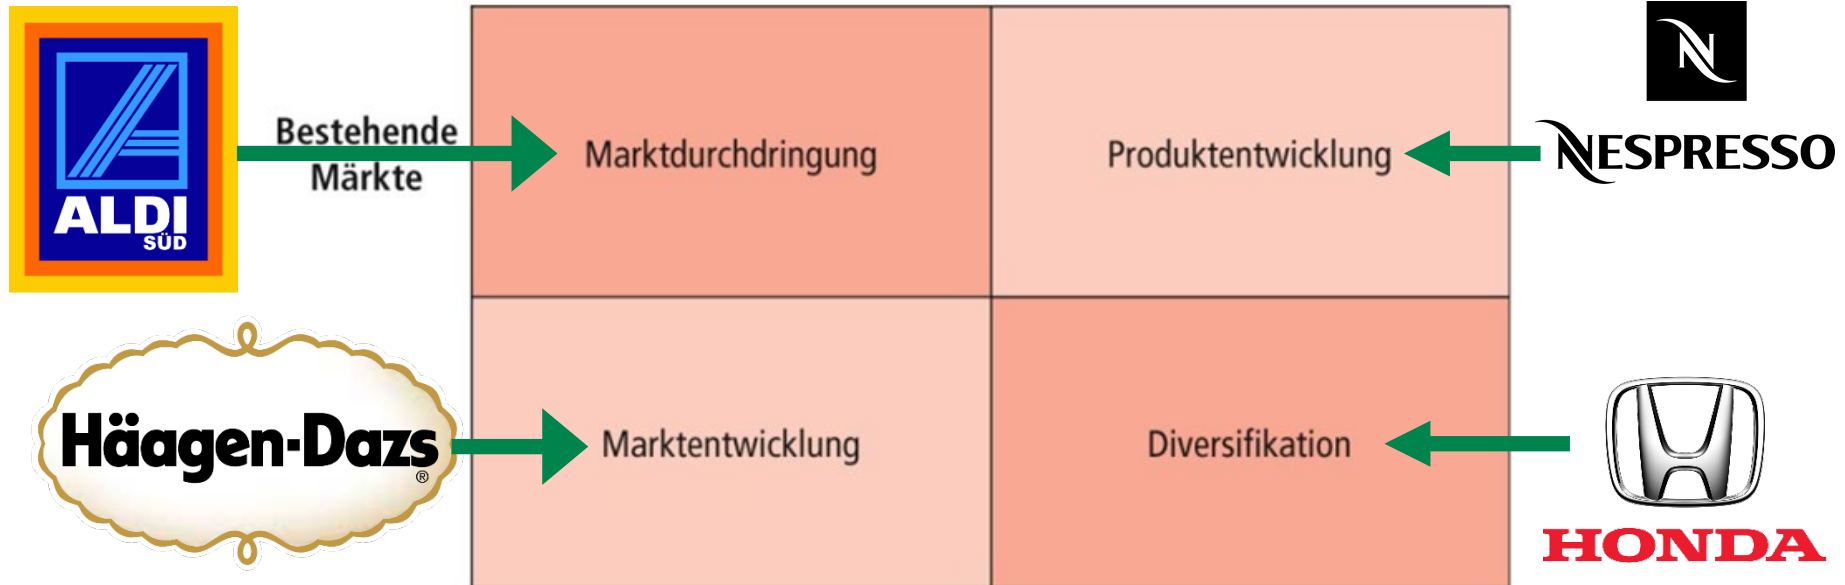 ALDI
SÜD
Bestehende
Märkte
Marktdurchdringung
Produktentwicklung
N
NESPRESSO
Häagen-Dazs
®
Marktentwicklung
Diversifikation
HONDA